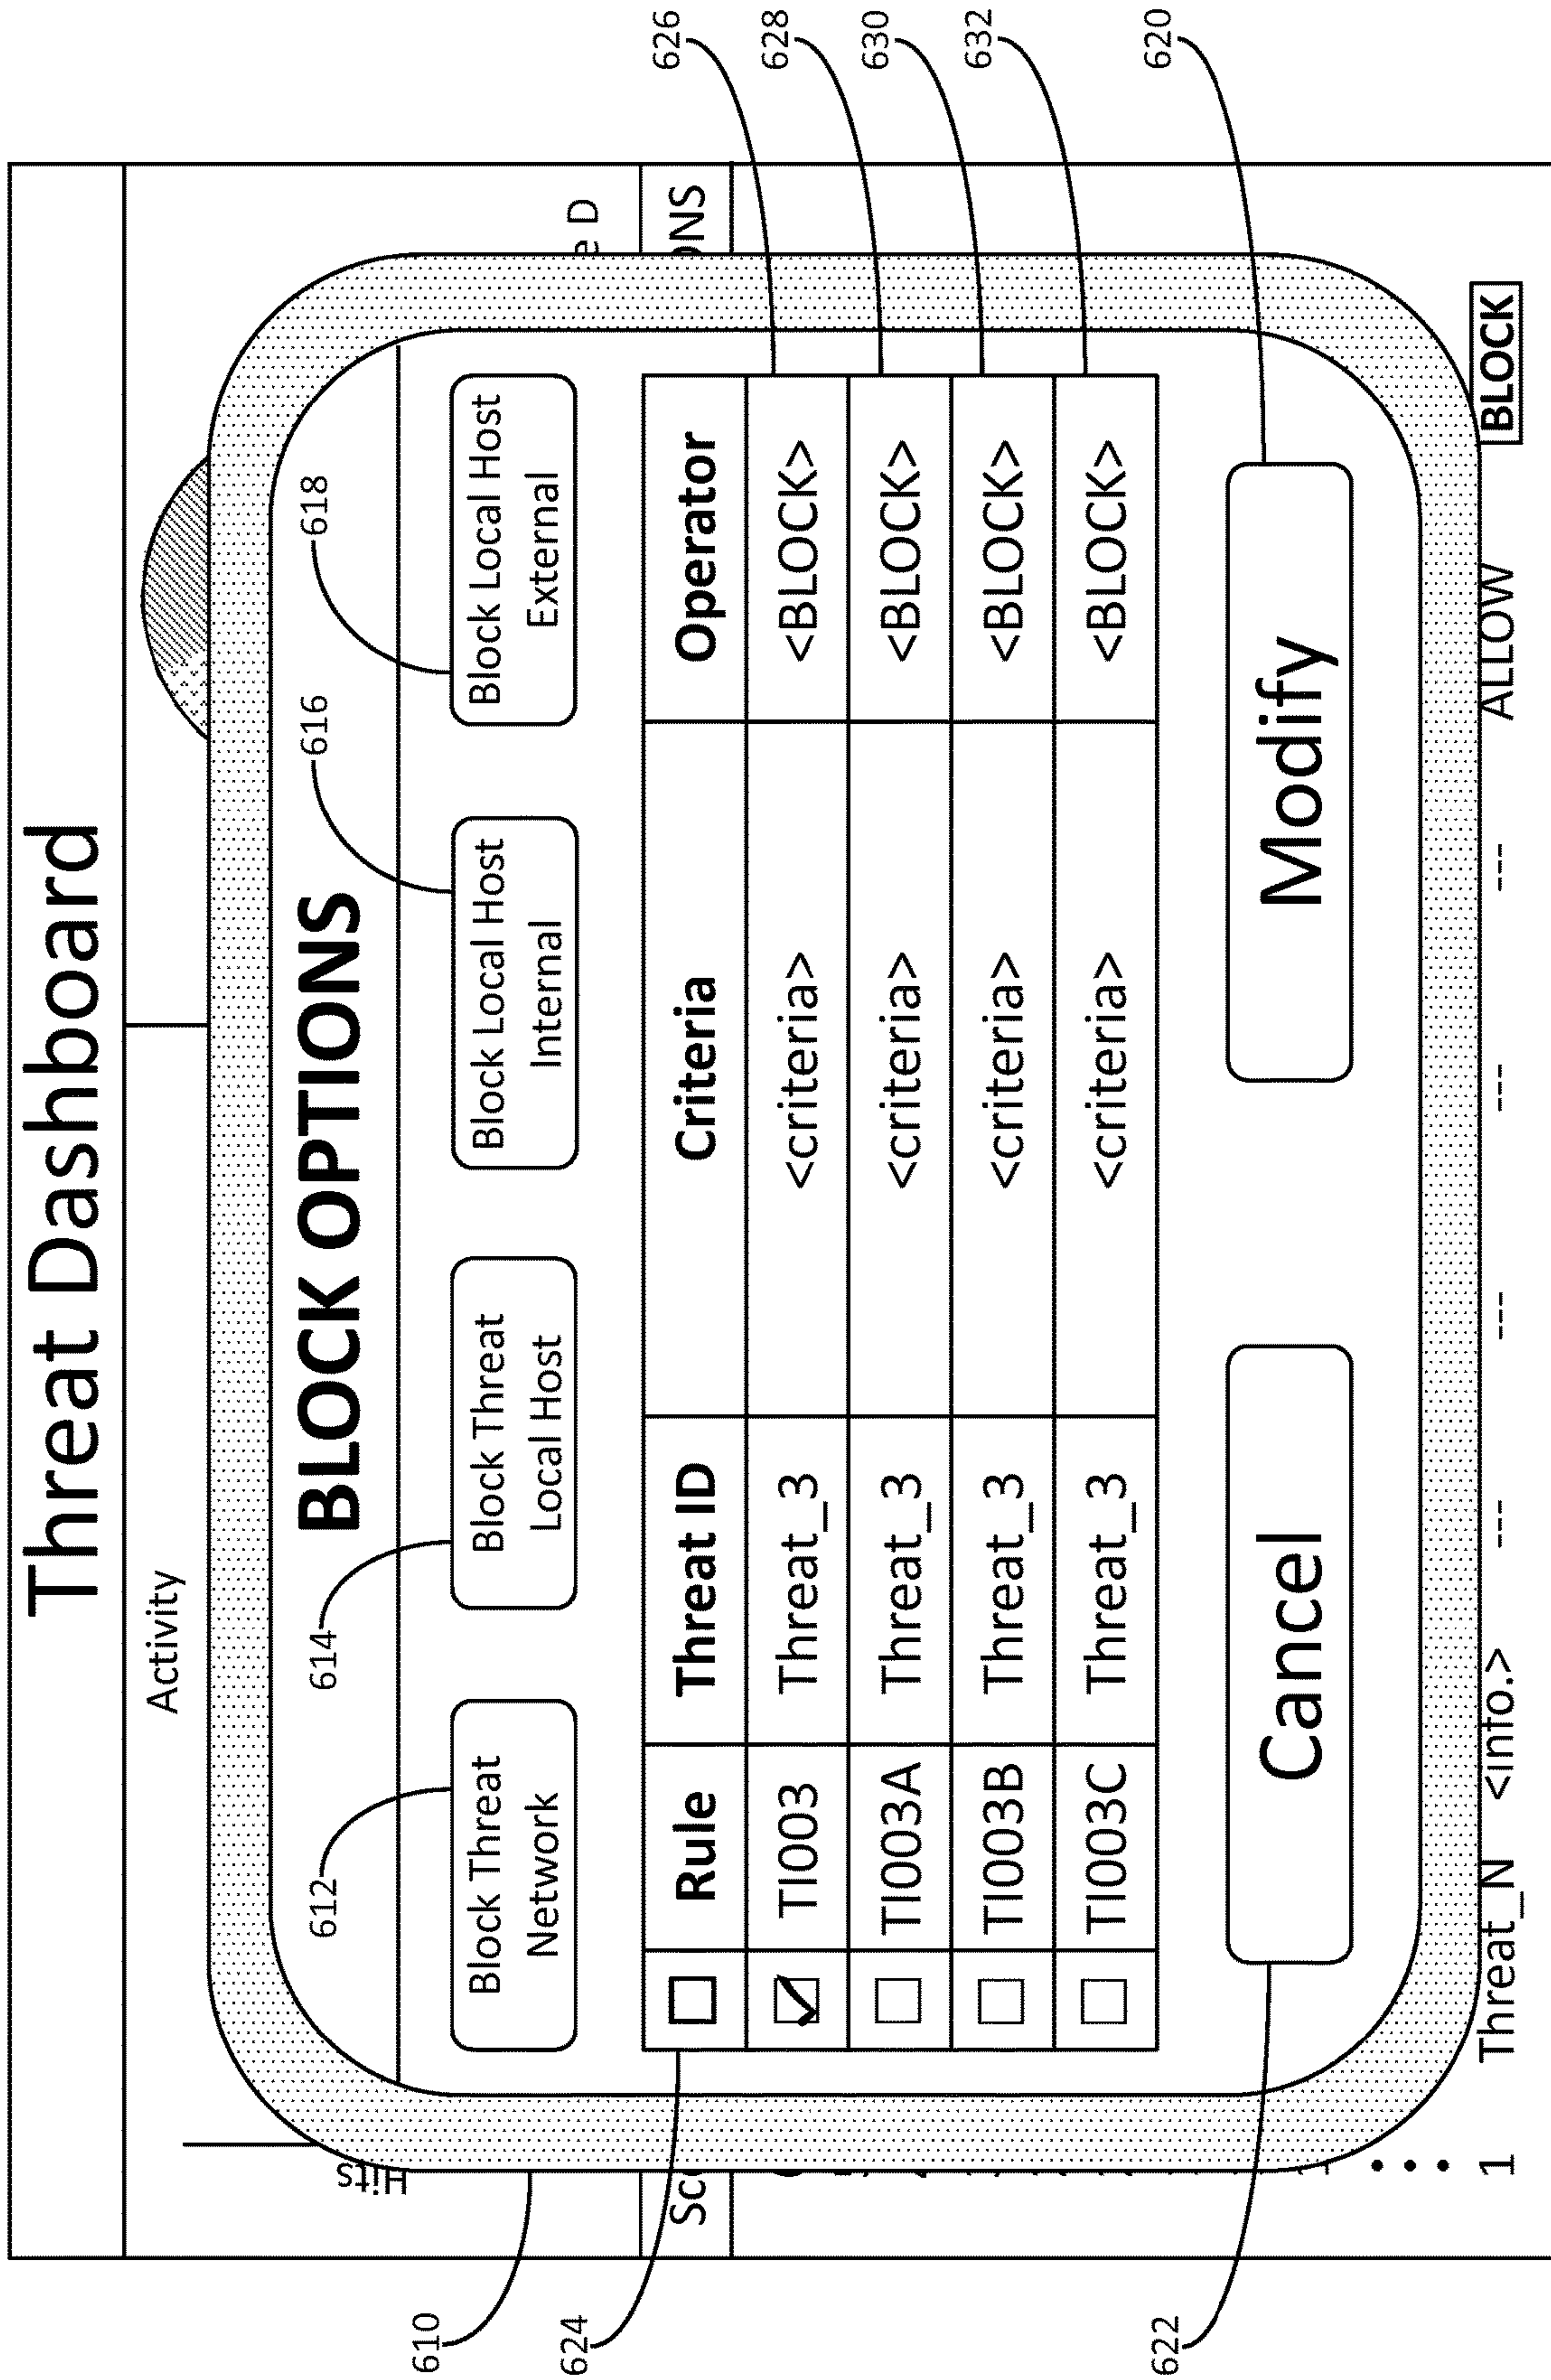 Threat Dashboard
Activity
Hits
e D
BLOCK OPTIONS
612
614
616
618
Block Threat
Network
Block Threat
Local Host
Block Local Host
Internal
Block Local Host
External
Sc
ONS
Rule Threat ID Criteria Operator
TI003 Threat_3 <criteria> <BLOCK>
TI003A Threat_3 <criteria> <BLOCK>
TI003B Threat_3 <criteria> <BLOCK>
TI003C Threat_3 <criteria> <BLOCK>
Cancel
Modify
1 Threat_N <info.> --- --- --- --- ALLOW BLOCK
610
624
622
626
628
630
632
620